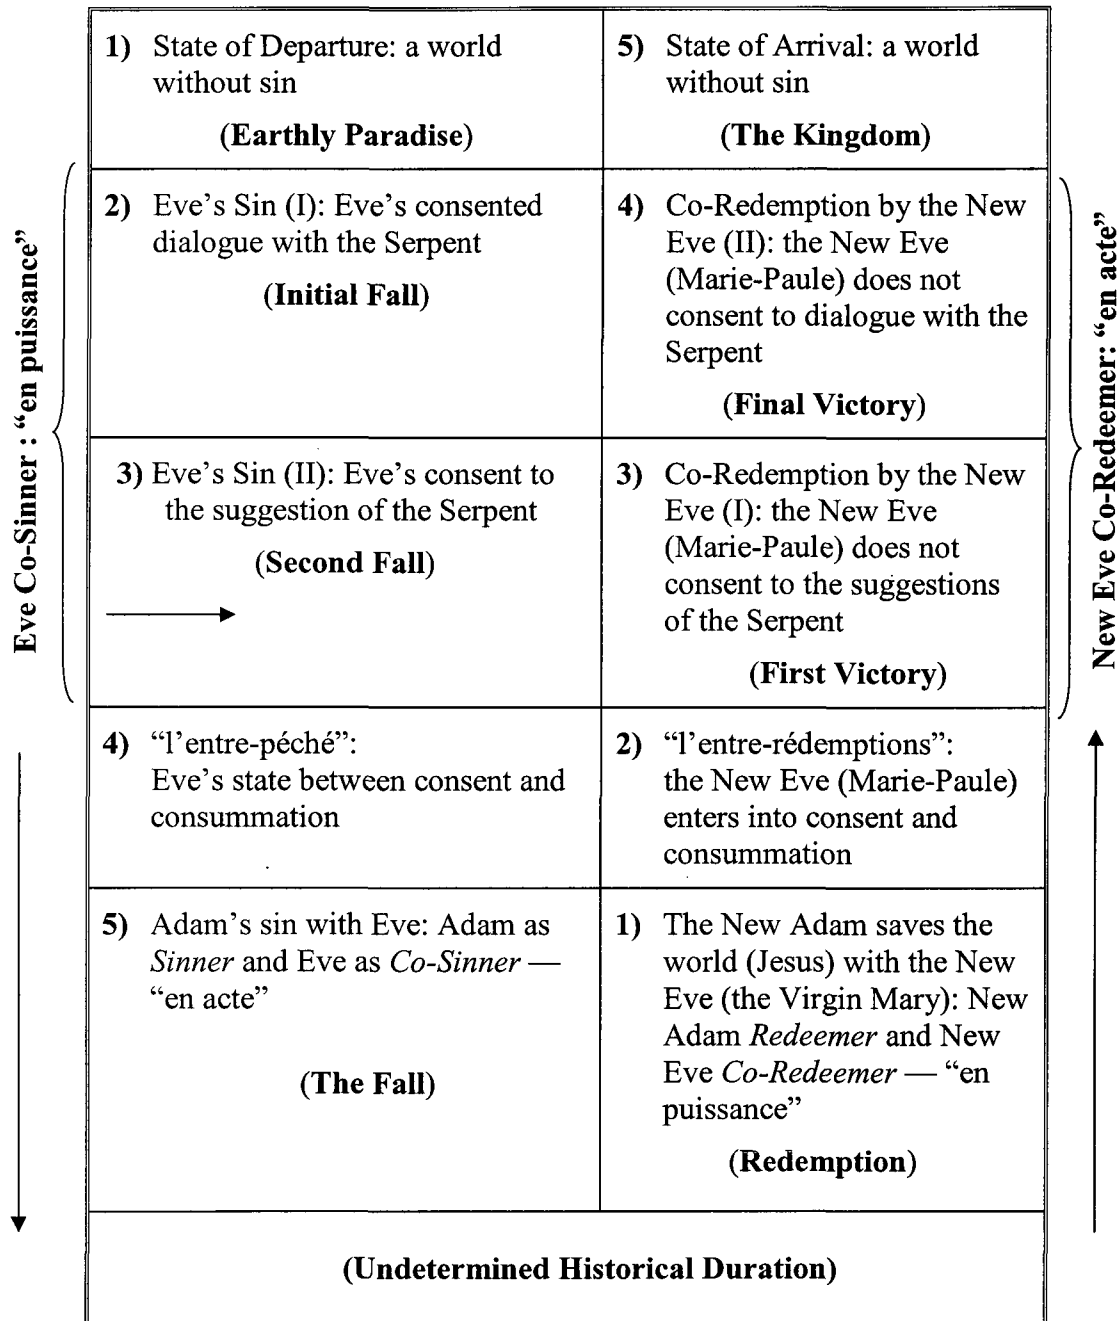 1) State of Departure: a world
without sin
(Earthly Paradise)
5) State of Arrival: a world
without sin
(The Kingdom)
Eve Co-Sinner : “en puissance”
2) Eve’s Sin (I): Eve’s consented
dialogue with the Serpent
(Initial Fall)
4) Co-Redemption by the New
Eve (II): the New Eve
(Marie-Paule) does not
consent to dialogue with the
Serpent
(Final Victory)
New Eve Co-Redeemer: “en acte”
3) Eve’s Sin (II): Eve’s consent to
the suggestion of the Serpent
(Second Fall)
3) Co-Redemption by the New
Eve (I): the New Eve
(Marie-Paule) does not
consent to the suggestions
of the Serpent
(First Victory)
4) “l’entre-péché”:
Eve’s state between consent and
consummation
2) “l’entre-rédemptions”:
the New Eve (Marie-Paule)
enters into consent and
consummation
5) Adam’s sin with Eve: Adam as
Sinner and Eve as Co-Sinner —
“en acte”
(The Fall)
1) The New Adam saves the
world (Jesus) with the New
Eve (the Virgin Mary): New
Adam Redeemer and New
Eve Co-Redeemer — “en
puissance”
(Redemption)
(Undetermined Historical Duration)